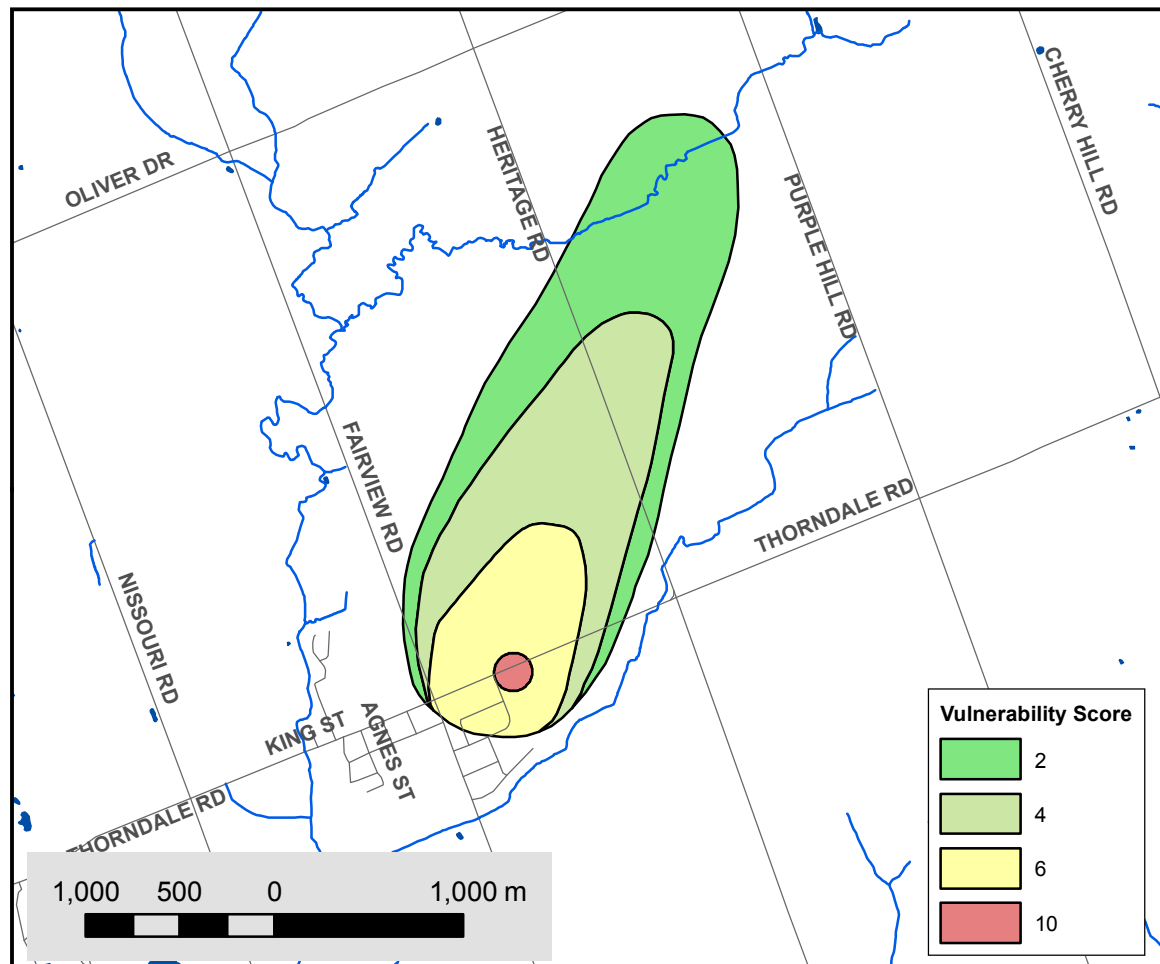 CHERRY HILL RD
HERITAGE RD
OLIVER DR
PURPLE HILL RD
FAIRVIEW RD
THORNDALE RD
NISSOURI RD
KING ST
AGNES ST
THORNDALE RD
Vulnerability Score
2
4
6
10
1,000 500 0 1,000 m